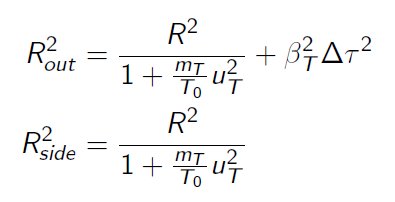 R²_out = R² / (1 + (m_T / T_0) u_T²) + β_T² Δτ²
R²_side = R² / (1 + (m_T / T_0) u_T²)